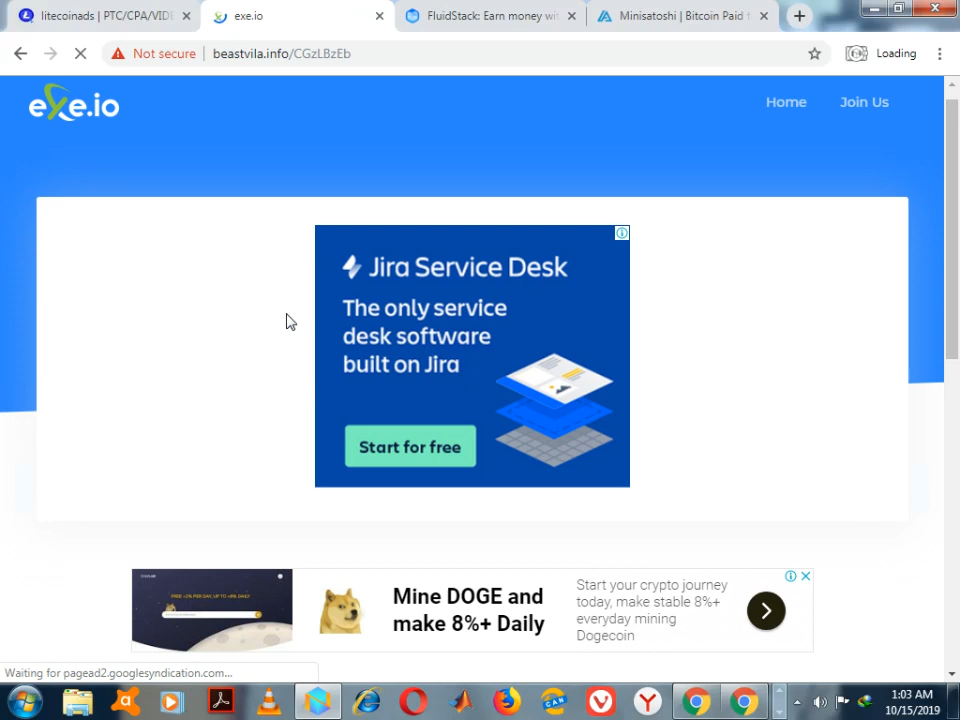 litecoinads | PTC/CPA/VIDE
exe.io
FluidStack: Earn money wi
Minisatoshi | Bitcoin Paid t
Not secure
beastvila.info/CGzLBzEb
Loading
exe.io
Home
Join Us
Jira Service Desk
The only service
desk software
built on Jira
Start for free
Mine DOGE and
make 8%+ Daily
Start your crypto journey
today, make stable 8%+
everyday mining
Dogecoin
Waiting for pagead2.googlesyndication.com...
CAN
1:03 AM
10/15/2019